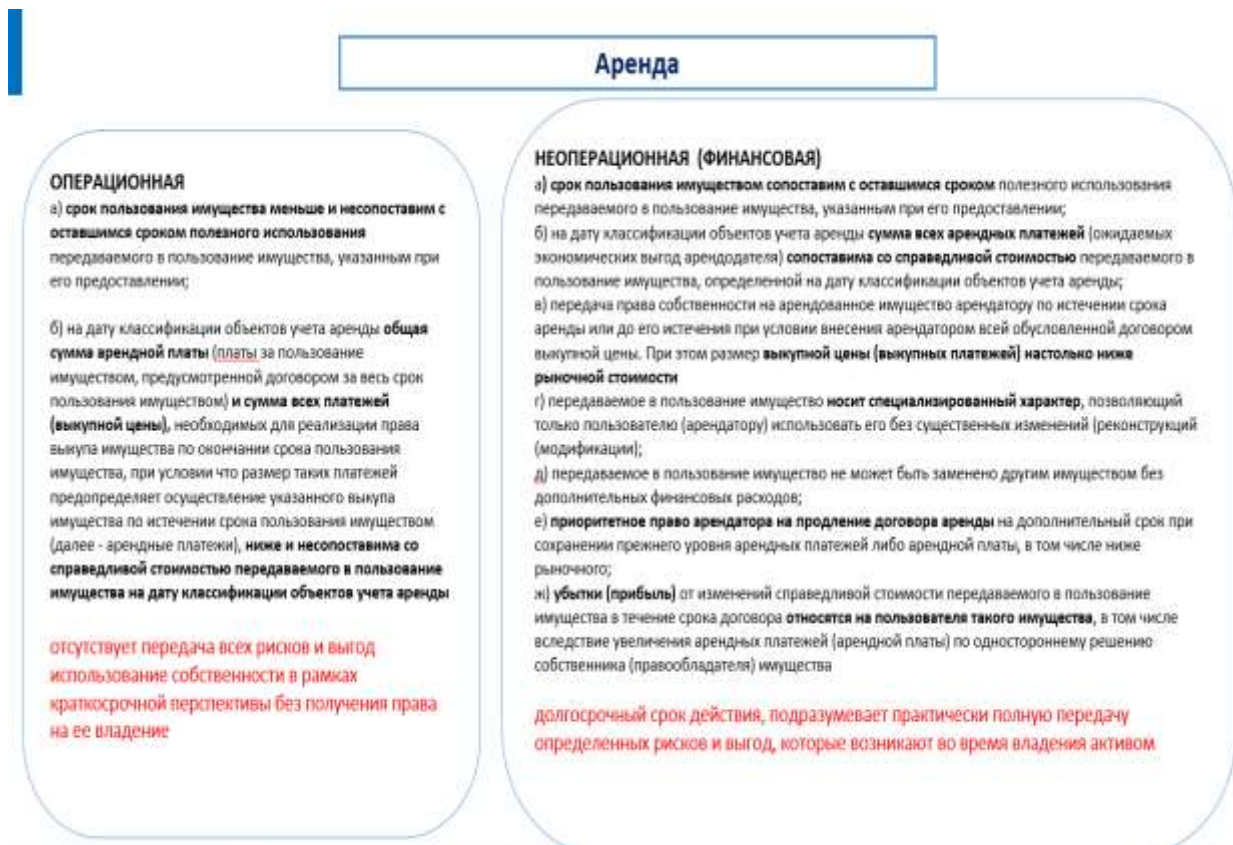 Аренда
ОПЕРАЦИОННАЯ
а) срок пользования имущества меньше и несопоставим с
оставшимся сроком полезного использования
передаваемого в пользование имущества, указанным при
его предоставлении;
б) на дату классификации объектов учета аренды общая
сумма арендной платы (платы за пользование
имуществом, предусмотренной договором за весь срок
пользования имуществом) и сумма всех платежей
(выкупной цены), необходимых для реализации права
выкупа имущества по окончании срока пользования
имущества, при условии что размер таких платежей
предопределяет осуществление указанного выкупа
имущества по истечении срока пользования имуществом
(далее - арендные платежи), ниже и несопоставима со
справедливой стоимостью передаваемого в пользование
имущества на дату классификации объектов учета аренды
отсутствует передача всех рисков и выгод
использование собственности в рамках
краткосрочной перспективы без получения права
на ее владение
НЕОПЕРАЦИОННАЯ (ФИНАНСОВАЯ)
а) срок пользования имуществом сопоставим с оставшимся сроком полезного использования
передаваемого в пользование имущества, указанным при его предоставлении;
б) на дату классификации объектов учета аренды сумма всех арендных платежей (ожидаемых
экономических выгод арендодателя) сопоставима со справедливой стоимостью передаваемого в
пользование имущества, определенной на дату классификации объектов учета аренды;
в) передача права собственности на арендованное имущество арендатору по истечении срока
аренды или до его истечения при условии внесения арендатором всей обусловленной договором
выкупной цены. При этом размер выкупной цены (выкупных платежей) настолько ниже
рыночной стоимости
г) передаваемое в пользование имущество носит специализированный характер, позволяющий
только пользователю (арендатору) использовать его без существенных изменений (реконструкций
(модификации);
д) передаваемое в пользование имущество не может быть заменено другим имуществом без
дополнительных финансовых расходов;
е) приоритетное право арендатора на продление договора аренды на дополнительный срок при
сохранении прежнего уровня арендных платежей либо арендной платы, в том числе ниже
рыночного;
ж) убытки (прибыль) от изменений справедливой стоимости передаваемого в пользование
имущества в течение срока договора относятся на пользователя такого имущества, в том числе
вследствие увеличения арендных платежей (арендной платы) по одностороннему решению
собственника (правообладателя) имущества
долгосрочный срок действия, подразумевает практически полную передачу
определенных рисков и выгод, которые возникают во время владения активом